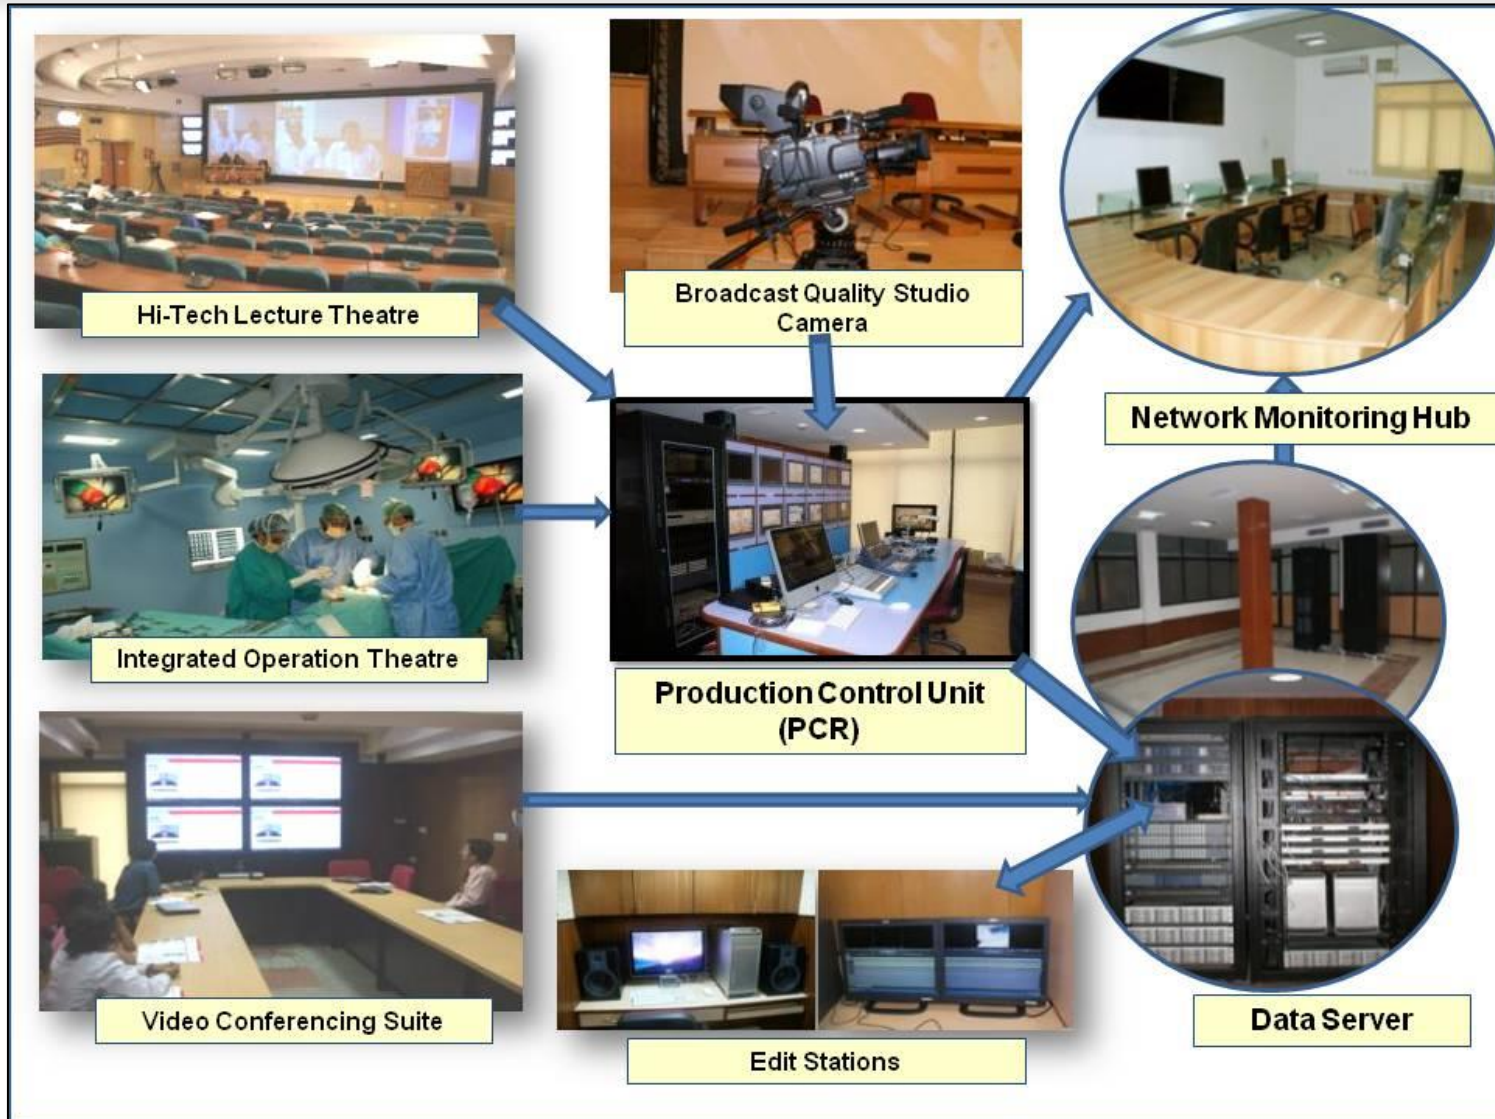 Hi-Tech Lecture Theatre
Broadcast Quality Studio
Camera
Network Monitoring Hub
Integrated Operation Theatre
Production Control Unit
(PCR)
Video Conferencing Suite
Edit Stations
Data Server